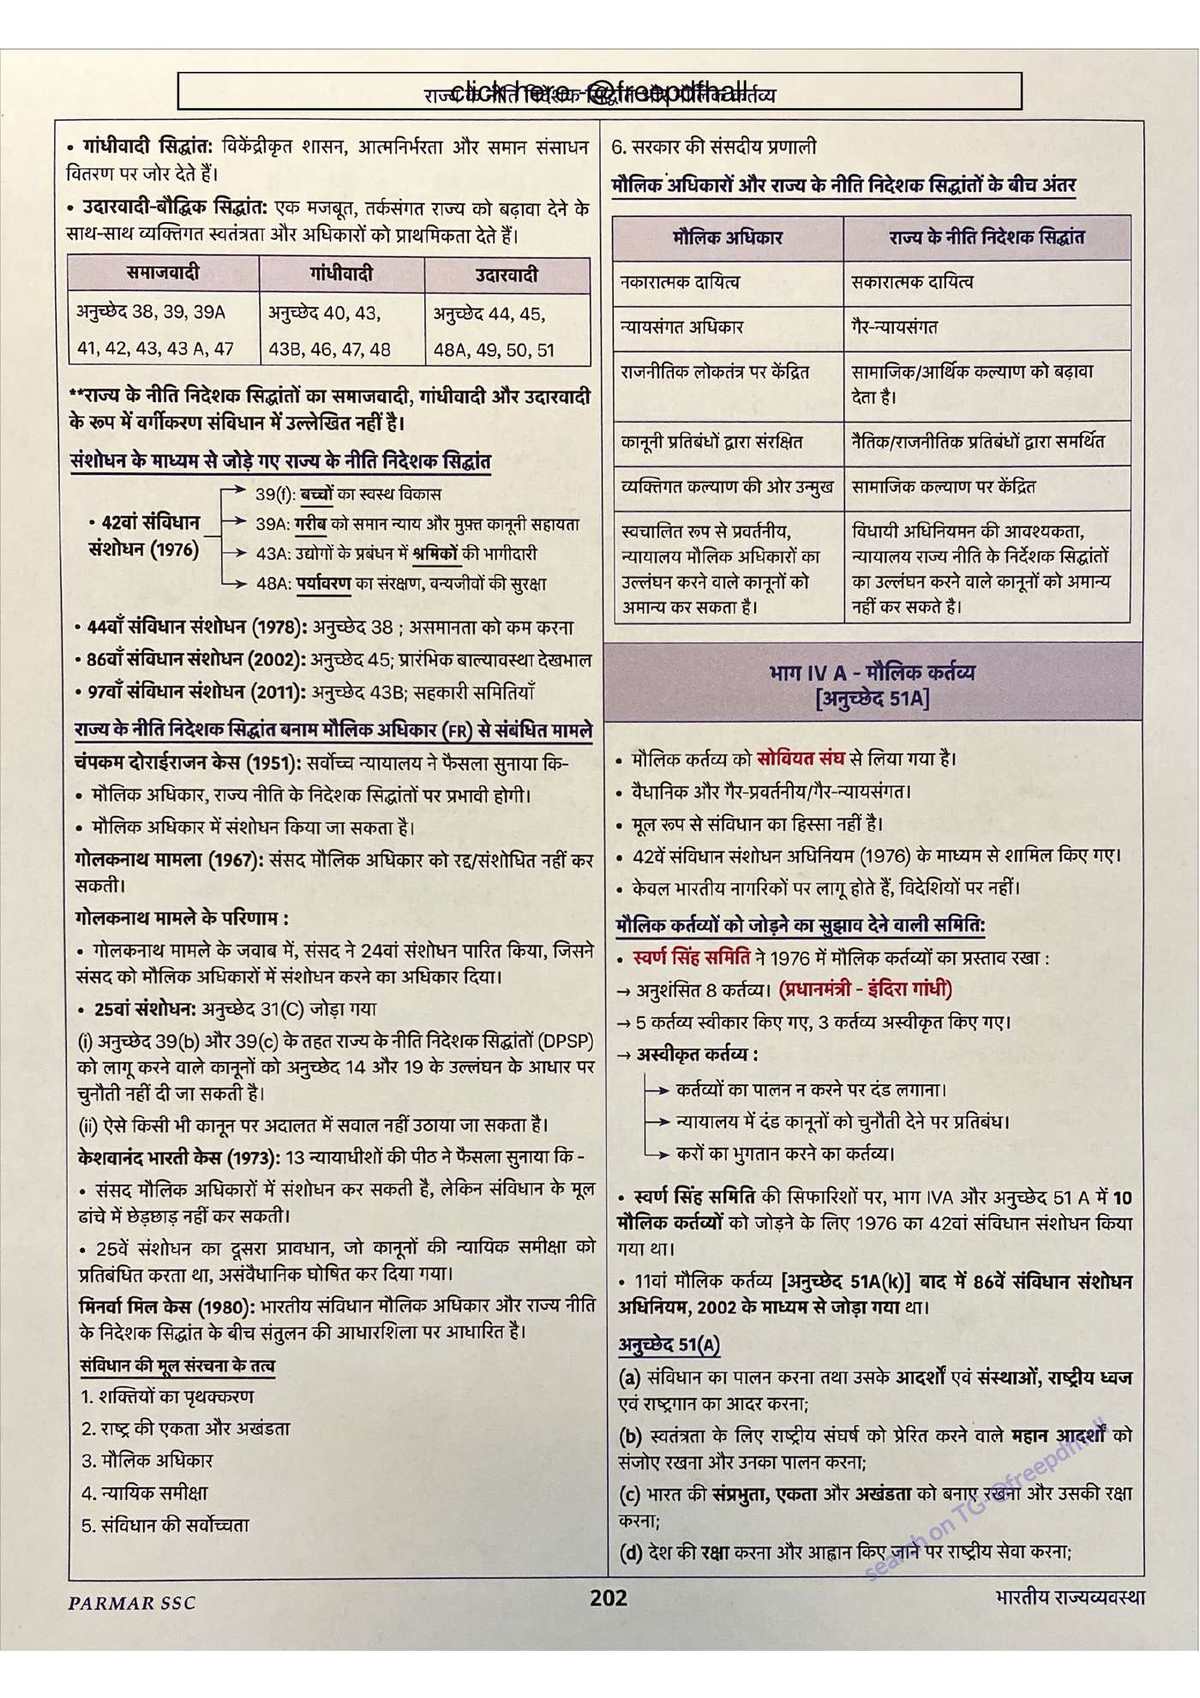 click here - @freepdfhall
राज्य के नीति निदेशक सिद्धांत और मौलिक कर्तव्य
• गांधीवादी सिद्धांत: विकेंद्रीकृत शासन, आत्मनिर्भरता और समान संसाधन
वितरण पर जोर देते हैं।
• उदारवादी-बौद्धिक सिद्धांत: एक मजबूत, तर्कसंगत राज्य को बढ़ावा देने के
साथ-साथ व्यक्तिगत स्वतंत्रता और अधिकारों को प्राथमिकता देते हैं।
समाजवादी गांधीवादी उदारवादी
अनुच्छेद 38, 39, 39A अनुच्छेद 40, 43, अनुच्छेद 44, 45,
41, 42, 43, 43 A, 47 43B, 46, 47, 48 48A, 49, 50, 51
**राज्य के नीति निदेशक सिद्धांतों का समाजवादी, गांधीवादी और उदारवादी
के रूप में वर्गीकरण संविधान में उल्लेखित नहीं है।
संशोधन के माध्यम से जोड़े गए राज्य के नीति निदेशक सिद्धांत
• 42वां संविधान
संशोधन (1976)
39(f): बच्चों का स्वस्थ विकास
39A: गरीब को समान न्याय और मुफ़्त कानूनी सहायता
43A: उद्योगों के प्रबंधन में श्रमिकों की भागीदारी
48A: पर्यावरण का संरक्षण, वन्यजीवों की सुरक्षा
• 44वाँ संविधान संशोधन (1978): अनुच्छेद 38 ; असमानता को कम करना
• 86वाँ संविधान संशोधन (2002): अनुच्छेद 45; प्रारंभिक बाल्यावस्था देखभाल
• 97वाँ संविधान संशोधन (2011): अनुच्छेद 43B; सहकारी समितियाँ
राज्य के नीति निदेशक सिद्धांत बनाम मौलिक अधिकार (FR) से संबंधित मामले
चंपकम दोराईराजन केस (1951): सर्वोच्च न्यायालय ने फैसला सुनाया कि-
• मौलिक अधिकार, राज्य नीति के निदेशक सिद्धांतों पर प्रभावी होगी।
• मौलिक अधिकार में संशोधन किया जा सकता है।
गोलकनाथ मामला (1967): संसद मौलिक अधिकार को रद्द/संशोधित नहीं कर
सकती।
गोलकनाथ मामले के परिणाम :
• गोलकनाथ मामले के जवाब में, संसद ने 24वां संशोधन पारित किया, जिसने
संसद को मौलिक अधिकारों में संशोधन करने का अधिकार दिया।
• 25वां संशोधन: अनुच्छेद 31(C) जोड़ा गया
(i) अनुच्छेद 39(b) और 39(c) के तहत राज्य के नीति निदेशक सिद्धांतों (DPSP)
को लागू करने वाले कानूनों को अनुच्छेद 14 और 19 के उल्लंघन के आधार पर
चुनौती नहीं दी जा सकती है।
(ii) ऐसे किसी भी कानून पर अदालत में सवाल नहीं उठाया जा सकता है।
केशवानंद भारती केस (1973): 13 न्यायाधीशों की पीठ ने फैसला सुनाया कि -
• संसद मौलिक अधिकारों में संशोधन कर सकती है, लेकिन संविधान के मूल
ढांचे में छेड़छाड़ नहीं कर सकती।
• 25वें संशोधन का दूसरा प्रावधान, जो कानूनों की न्यायिक समीक्षा को
प्रतिबंधित करता था, असंवैधानिक घोषित कर दिया गया।
मिनर्वा मिल केस (1980): भारतीय संविधान मौलिक अधिकार और राज्य नीति
के निदेशक सिद्धांत के बीच संतुलन की आधारशिला पर आधारित है।
संविधान की मूल संरचना के तत्व
1. शक्तियों का पृथक्करण
2. राष्ट्र की एकता और अखंडता
3. मौलिक अधिकार
4. न्यायिक समीक्षा
5. संविधान की सर्वोच्चता
6. सरकार की संसदीय प्रणाली
मौलिक अधिकारों और राज्य के नीति निदेशक सिद्धांतों के बीच अंतर
मौलिक अधिकार राज्य के नीति निदेशक सिद्धांत
नकारात्मक दायित्व सकारात्मक दायित्व
न्यायसंगत अधिकार गैर-न्यायसंगत
राजनीतिक लोकतंत्र पर केंद्रित सामाजिक/आर्थिक कल्याण को बढ़ावा
देता है।
कानूनी प्रतिबंधों द्वारा संरक्षित नैतिक/राजनीतिक प्रतिबंधों द्वारा समर्थित
व्यक्तिगत कल्याण की ओर उन्मुख सामाजिक कल्याण पर केंद्रित
स्वचालित रूप से प्रवर्तनीय, विधायी अधिनियमन की आवश्यकता,
न्यायालय मौलिक अधिकारों का न्यायालय राज्य नीति के निर्देशक सिद्धांतों
उल्लंघन करने वाले कानूनों को का उल्लंघन करने वाले कानूनों को अमान्य
अमान्य कर सकता है। नहीं कर सकते है।
भाग IV A - मौलिक कर्तव्य
[अनुच्छेद 51A]
• मौलिक कर्तव्य को सोवियत संघ से लिया गया है।
• वैधानिक और गैर-प्रवर्तनीय/गैर-न्यायसंगत।
• मूल रूप से संविधान का हिस्सा नहीं है।
• 42वें संविधान संशोधन अधिनियम (1976) के माध्यम से शामिल किए गए।
• केवल भारतीय नागरिकों पर लागू होते हैं, विदेशियों पर नहीं।
मौलिक कर्तव्यों को जोड़ने का सुझाव देने वाली समिति:
• स्वर्ण सिंह समिति ने 1976 में मौलिक कर्तव्यों का प्रस्ताव रखा :
→ अनुशंसित 8 कर्तव्य। (प्रधानमंत्री - इंदिरा गांधी)
→ 5 कर्तव्य स्वीकार किए गए, 3 कर्तव्य अस्वीकृत किए गए।
→ अस्वीकृत कर्तव्य :
कर्तव्यों का पालन न करने पर दंड लगाना।
न्यायालय में दंड कानूनों को चुनौती देने पर प्रतिबंध।
करों का भुगतान करने का कर्तव्य।
• स्वर्ण सिंह समिति की सिफारिशों पर, भाग IVA और अनुच्छेद 51 A में 10
मौलिक कर्तव्यों को जोड़ने के लिए 1976 का 42वां संविधान संशोधन किया
गया था।
• 11वां मौलिक कर्तव्य [अनुच्छेद 51A(k)] बाद में 86वें संविधान संशोधन
अधिनियम, 2002 के माध्यम से जोड़ा गया था।
अनुच्छेद 51(A)
(a) संविधान का पालन करना तथा उसके आदर्शों एवं संस्थाओं, राष्ट्रीय ध्वज
एवं राष्ट्रगान का आदर करना;
(b) स्वतंत्रता के लिए राष्ट्रीय संघर्ष को प्रेरित करने वाले महान आदर्शों को
संजोए रखना और उनका पालन करना;
(c) भारत की संप्रभुता, एकता और अखंडता को बनाए रखना और उसकी रक्षा
करना;
(d) देश की रक्षा करना और आह्वान किए जाने पर राष्ट्रीय सेवा करना;
search on TG- @freepdfhall
PARMAR SSC
202
भारतीय राज्यव्यवस्था